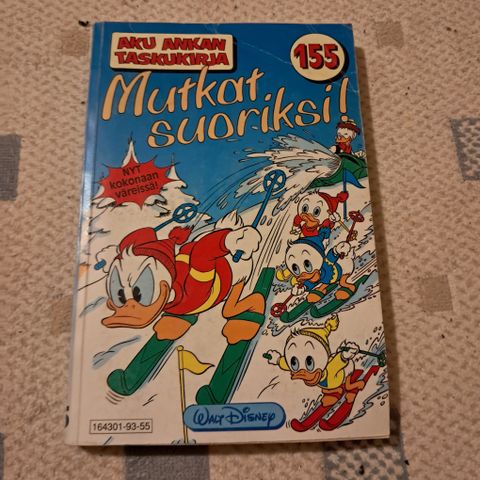 AKU ANKAN
TASKUKIRJA
155
Mutkat
suoriksi!
NYT
kokonaan
väreissä!
164301-93-55
WALT DISNEY